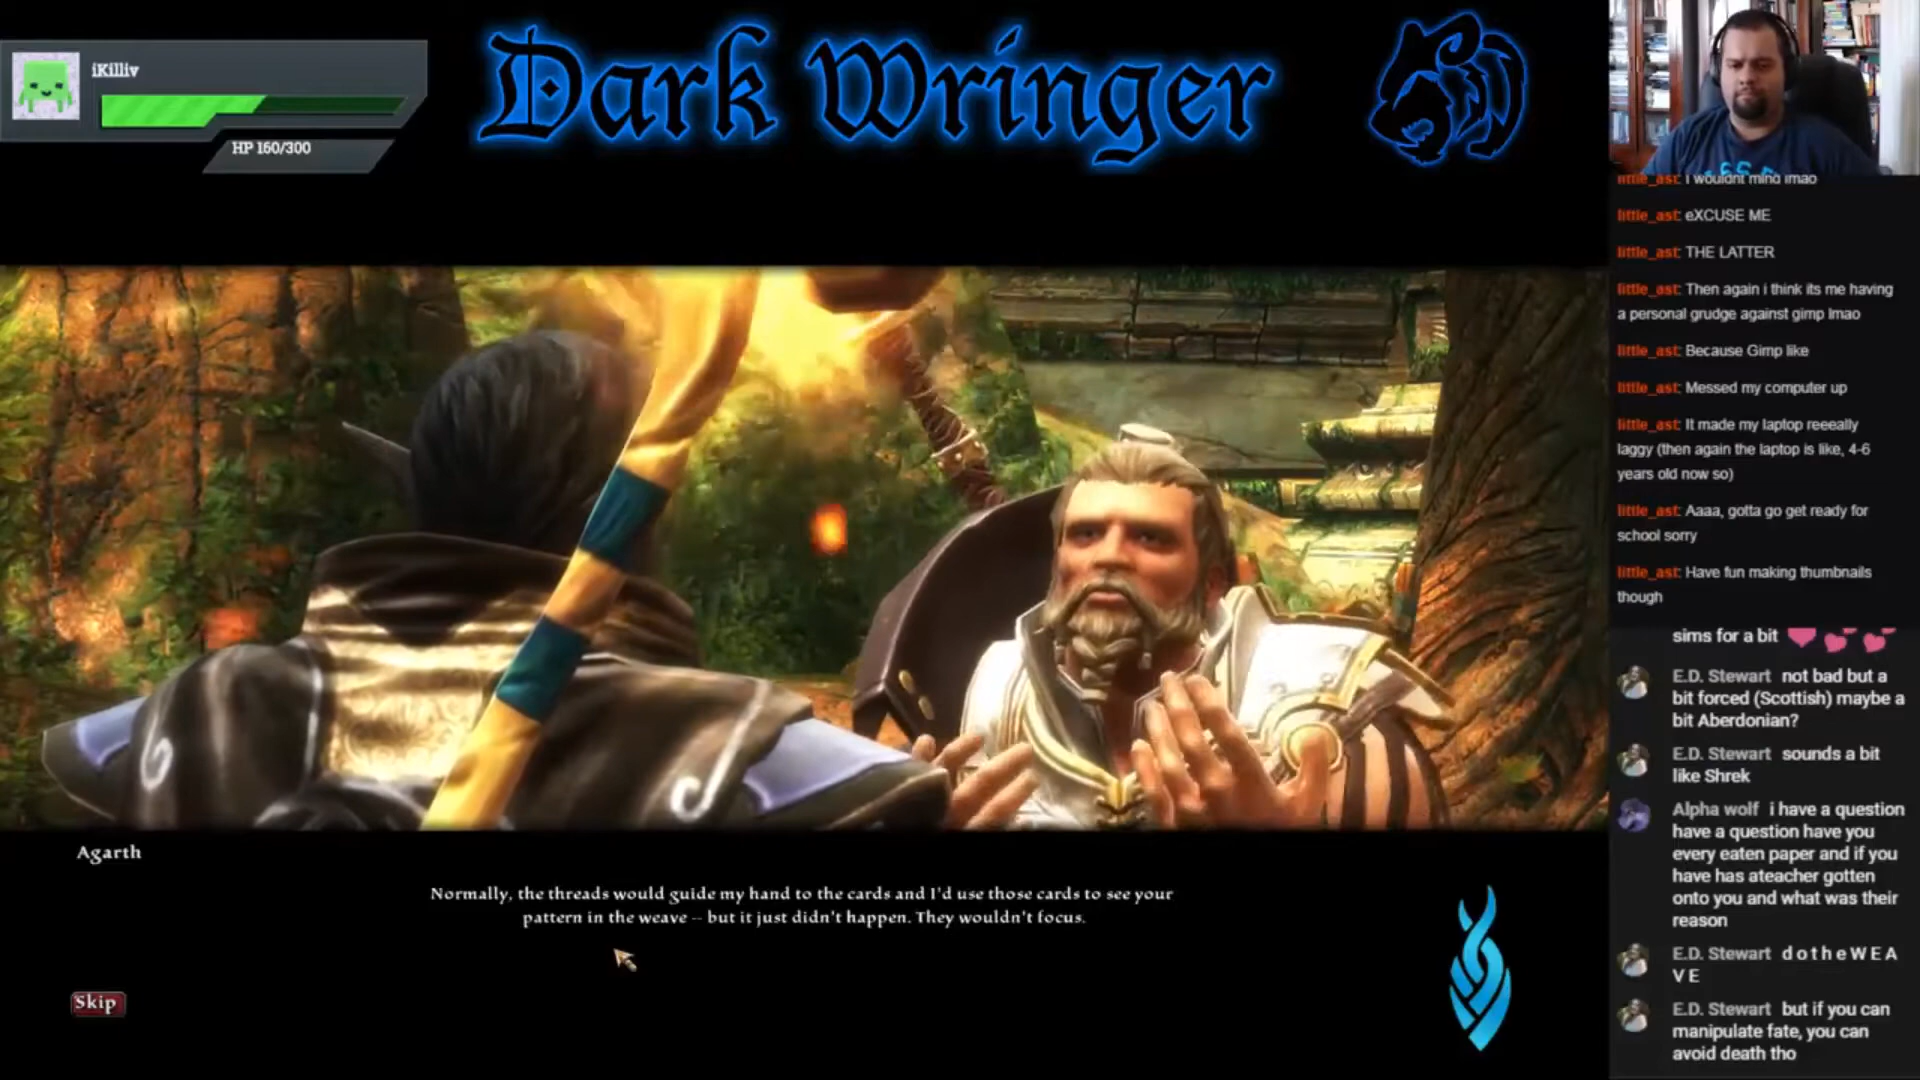 iKilliv
HP 160/300
Dark Wringer
little_ast: I wouldnt mind lmao
little_ast: eXCUSE ME
little_ast: THE LATTER
little_ast: Then again i think its me having
a personal grudge against gimp lmao
little_ast: Because Gimp like
little_ast: Messed my computer up
little_ast: It made my laptop reeeally
laggy (then again the laptop is like, 4-6
years old now so)
little_ast: Aaaa, gotta go get ready for
school sorry
little_ast: Have fun making thumbnails
though
sims for a bit
E.D. Stewart not bad but a
bit forced (Scottish) maybe a
bit Aberdonian?
E.D. Stewart sounds a bit
like Shrek
Alpha wolf i have a question
have a question have you
every eaten paper and if you
have has ateacher gotten
onto you and what was their
reason
E.D. Stewart d o t h e W E A
V E
E.D. Stewart but if you can
manipulate fate, you can
avoid death tho
Agarth
Normally, the threads would guide my hand to the cards and I'd use those cards to see your
pattern in the weave -- but it just didn't happen. They wouldn't focus.
Skip